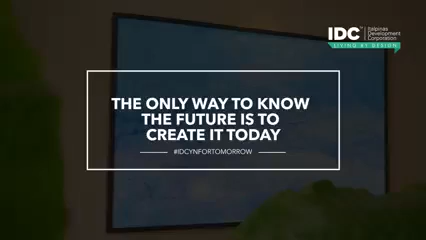 IDC
Italpinas
Development
Corporation
LIVING BY DESIGN
THE ONLY WAY TO KNOW
THE FUTURE IS TO
CREATE IT TODAY
#IDCYNFORTOMORROW